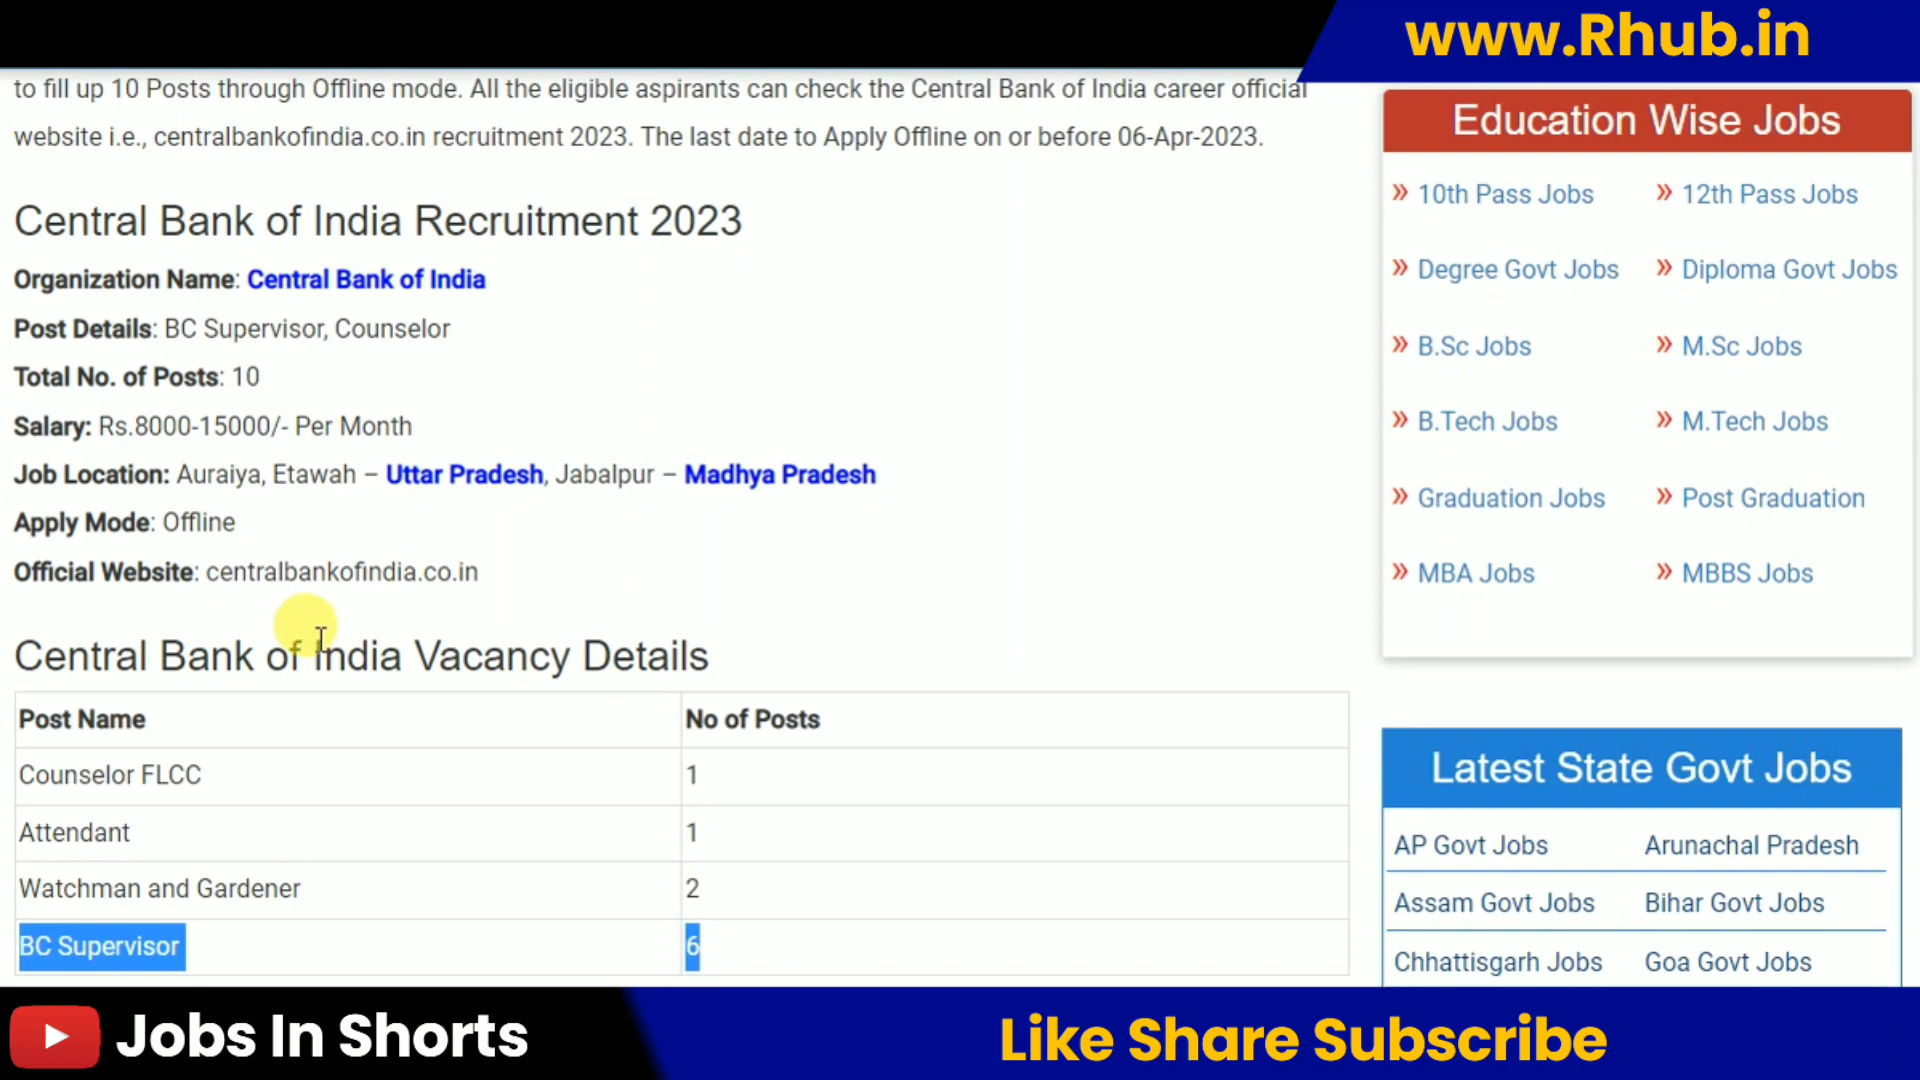 www.Rhub.in
to fill up 10 Posts through Offline mode. All the eligible aspirants can check the Central Bank of India career official
website i.e., centralbankofindia.co.in recruitment 2023. The last date to Apply Offline on or before 06-Apr-2023.
Central Bank of India Recruitment 2023
Organization Name: Central Bank of India
Post Details: BC Supervisor, Counselor
Total No. of Posts: 10
Salary: Rs.8000-15000/- Per Month
Job Location: Auraiya, Etawah – Uttar Pradesh, Jabalpur – Madhya Pradesh
Apply Mode: Offline
Official Website: centralbankofindia.co.in
Central Bank of India Vacancy Details
Post Name No of Posts
Counselor FLCC 1
Attendant 1
Watchman and Gardener 2
BC Supervisor 6
Education Wise Jobs
» 10th Pass Jobs » 12th Pass Jobs
» Degree Govt Jobs » Diploma Govt Jobs
» B.Sc Jobs » M.Sc Jobs
» B.Tech Jobs » M.Tech Jobs
» Graduation Jobs » Post Graduation
» MBA Jobs » MBBS Jobs
Latest State Govt Jobs
AP Govt Jobs Arunachal Pradesh
Assam Govt Jobs Bihar Govt Jobs
Chhattisgarh Jobs Goa Govt Jobs
Jobs In Shorts
Like Share Subscribe